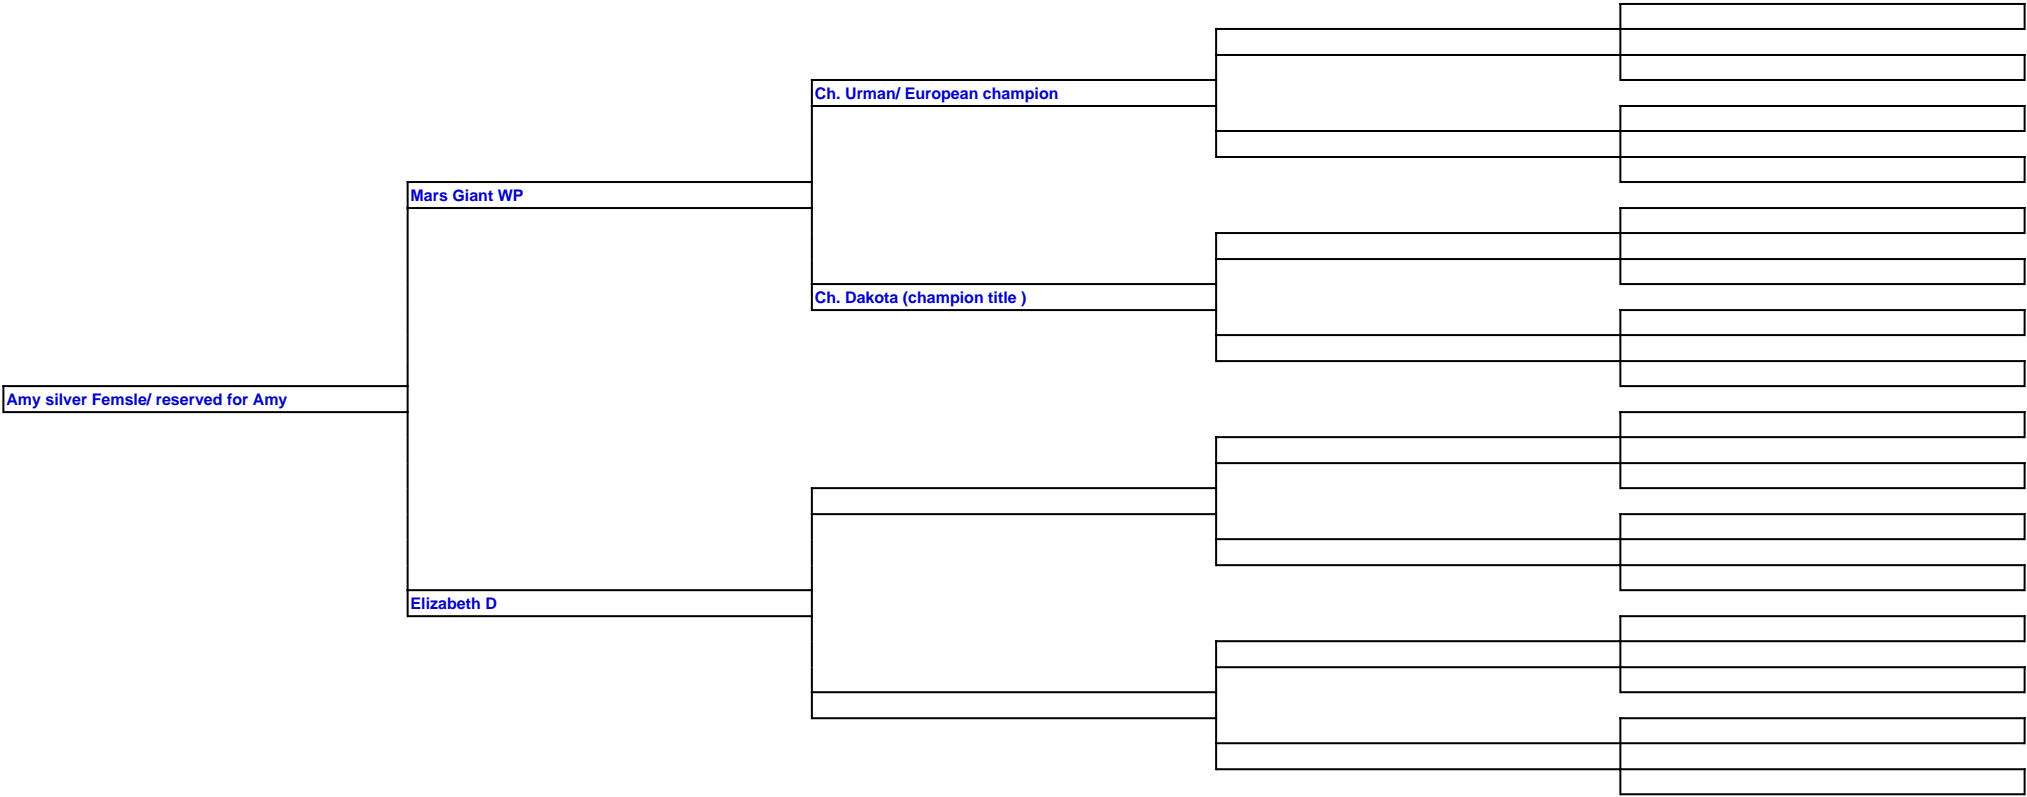 Ch. Urman/ European champion
Mars Giant WP
Ch. Dakota (champion title )
Amy silver Femsle/ reserved for Amy
Elizabeth D